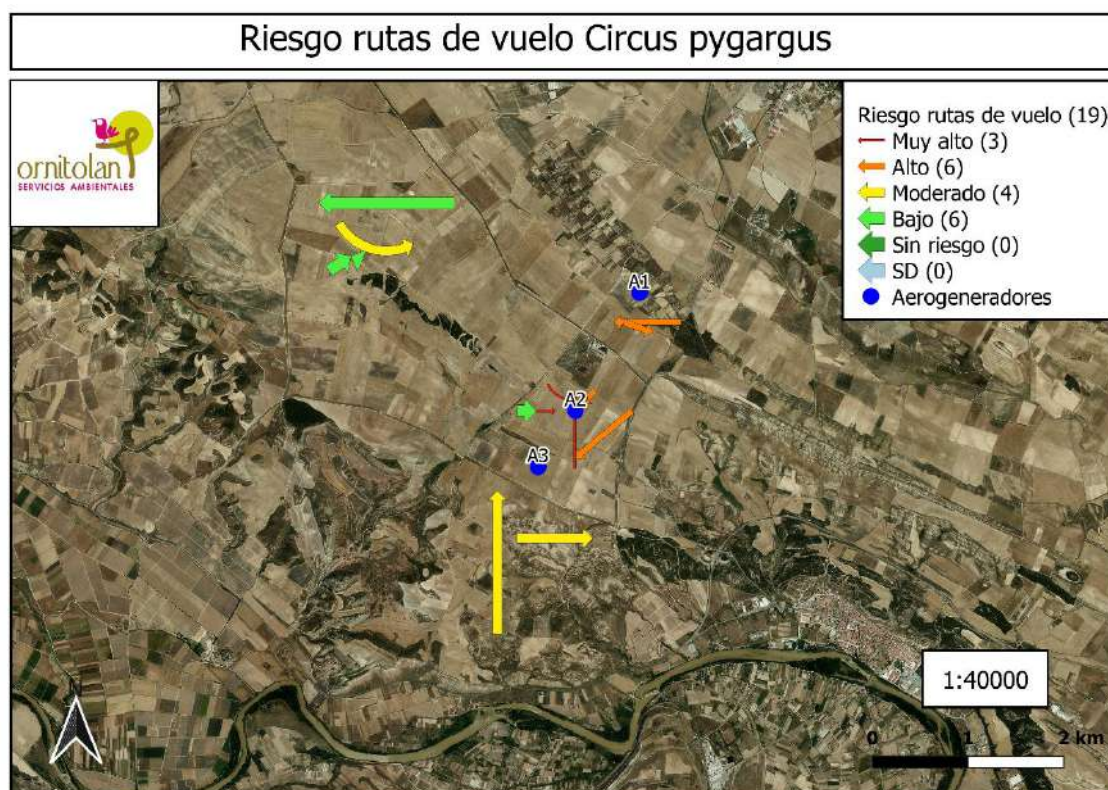 Riesgo rutas de vuelo Circus pygargus
ornitolan
SERVICIOS AMBIENTALES
Riesgo rutas de vuelo (19)
Muy alto (3)
Alto (6)
Moderado (4)
Bajo (6)
Sin riesgo (0)
SD (0)
Aerogeneradores
A1
A2
A3
1:40000
0 1 2 km